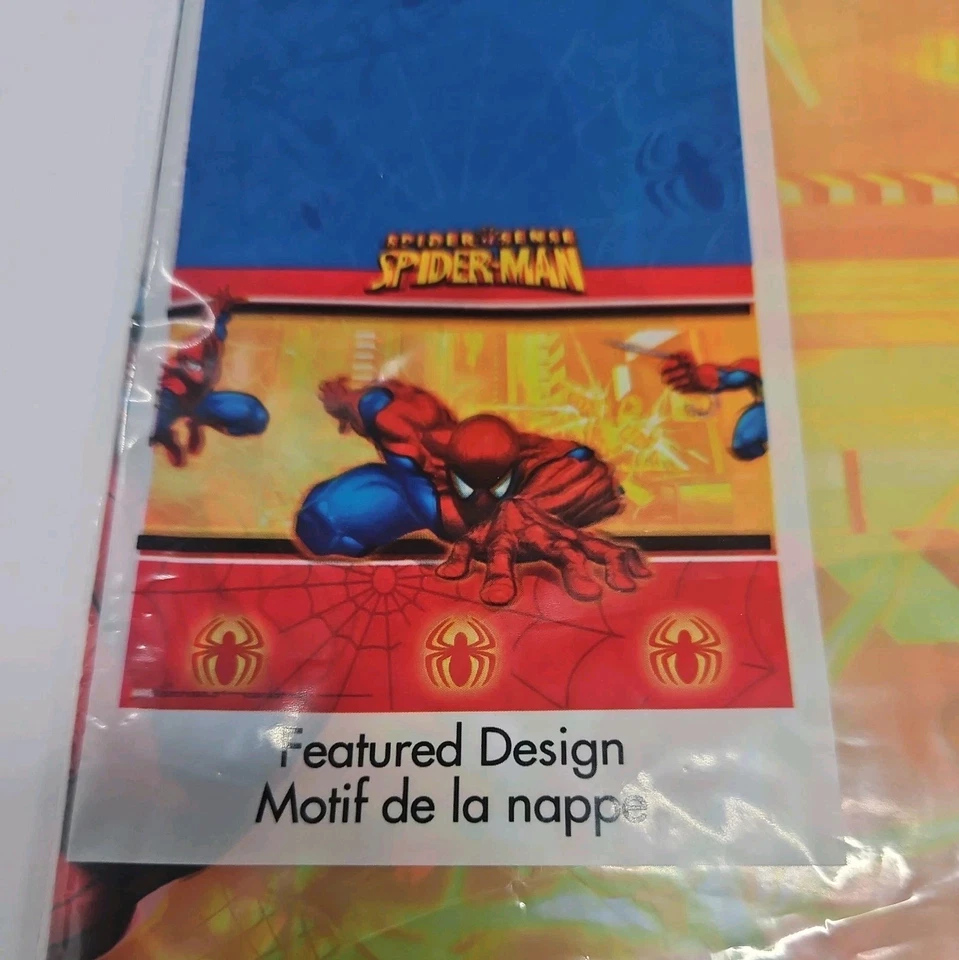 SPIDER SENSE
SPIDER-MAN
Featured Design
Motif de la nappe